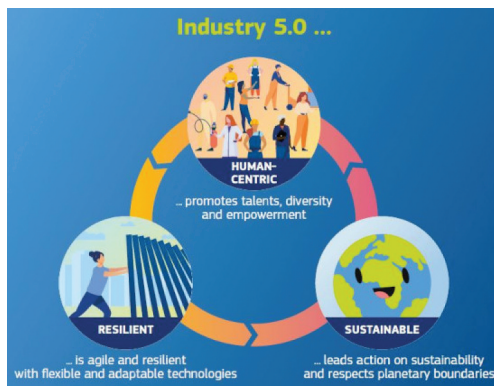 Industry 5.0 ...
HUMAN-
CENTRIC
... promotes talents, diversity
and empowerment
RESILIENT
... is agile and resilient
with flexible and adaptable technologies
SUSTAINABLE
... leads action on sustainability
and respects planetary boundaries